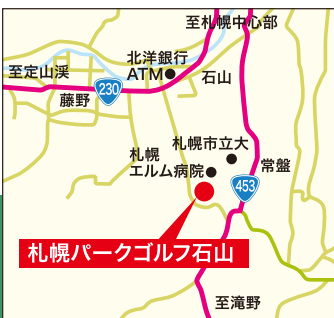 至札幌中心部
北洋銀行
ATM
至定山渓
石山
230
藤野
札幌市立大
札幌
エルム病院
常盤
453
札幌パークゴルフ石山
至滝野